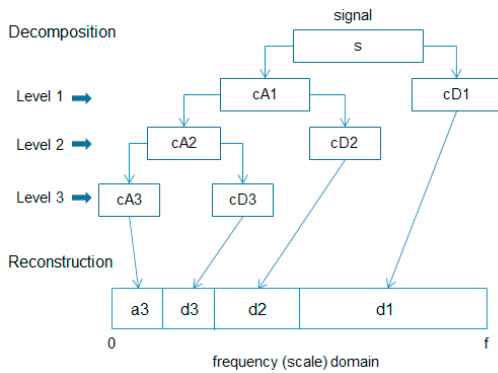 signal
Decomposition
s
Level 1
cA1
cD1
Level 2
cA2
cD2
Level 3
cA3
cD3
Reconstruction
a3 d3 d2 d1
0 f
frequency (scale) domain